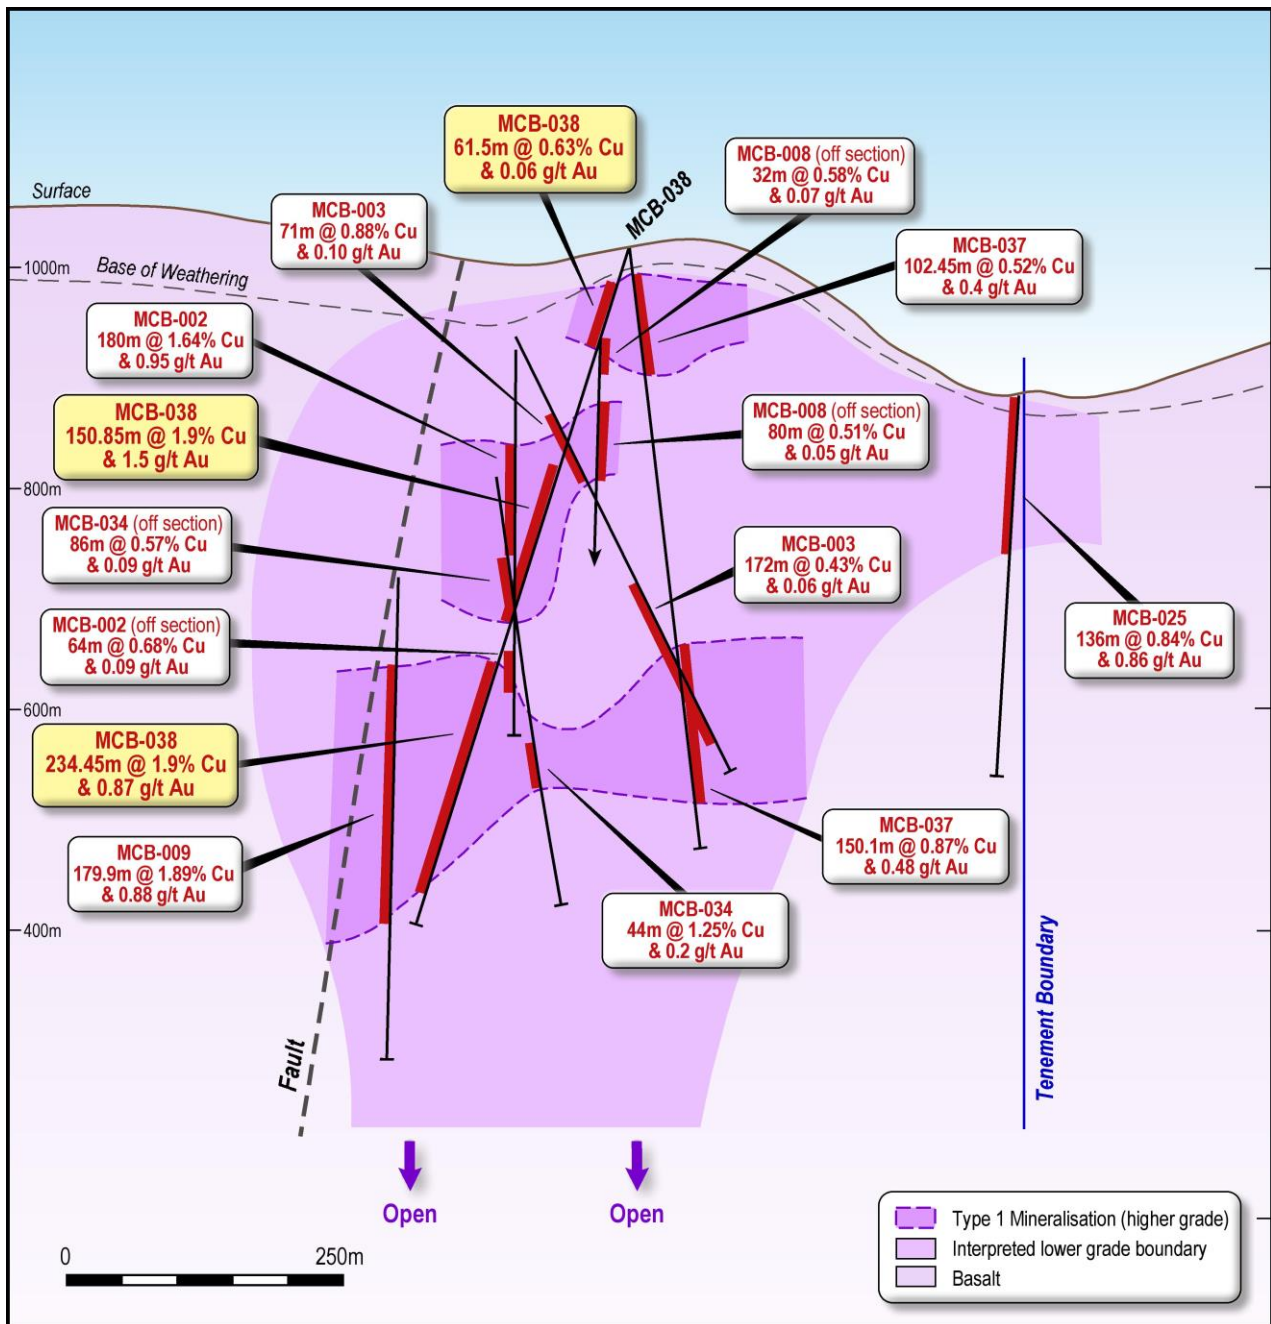 MCB-038
61.5m @ 0.63% Cu
& 0.06 g/t Au
MCB-008 (off section)
32m @ 0.58% Cu
& 0.07 g/t Au
MCB-038
Surface
MCB-003
71m @ 0.88% Cu
& 0.10 g/t Au
MCB-037
102.45m @ 0.52% Cu
& 0.4 g/t Au
1000m
Base of Weathering
MCB-002
180m @ 1.64% Cu
& 0.95 g/t Au
MCB-038
150.85m @ 1.9% Cu
& 1.5 g/t Au
MCB-008 (off section)
80m @ 0.51% Cu
& 0.05 g/t Au
800m
MCB-034 (off section)
86m @ 0.57% Cu
& 0.09 g/t Au
MCB-003
172m @ 0.43% Cu
& 0.06 g/t Au
MCB-002 (off section)
64m @ 0.68% Cu
& 0.09 g/t Au
MCB-025
136m @ 0.84% Cu
& 0.86 g/t Au
600m
MCB-038
234.45m @ 1.9% Cu
& 0.87 g/t Au
MCB-037
150.1m @ 0.87% Cu
& 0.48 g/t Au
MCB-009
179.9m @ 1.89% Cu
& 0.88 g/t Au
MCB-034
44m @ 1.25% Cu
& 0.2 g/t Au
400m
Fault
Tenement Boundary
Open
Open
Type 1 Mineralisation (higher grade)
Interpreted lower grade boundary
Basalt
0
250m